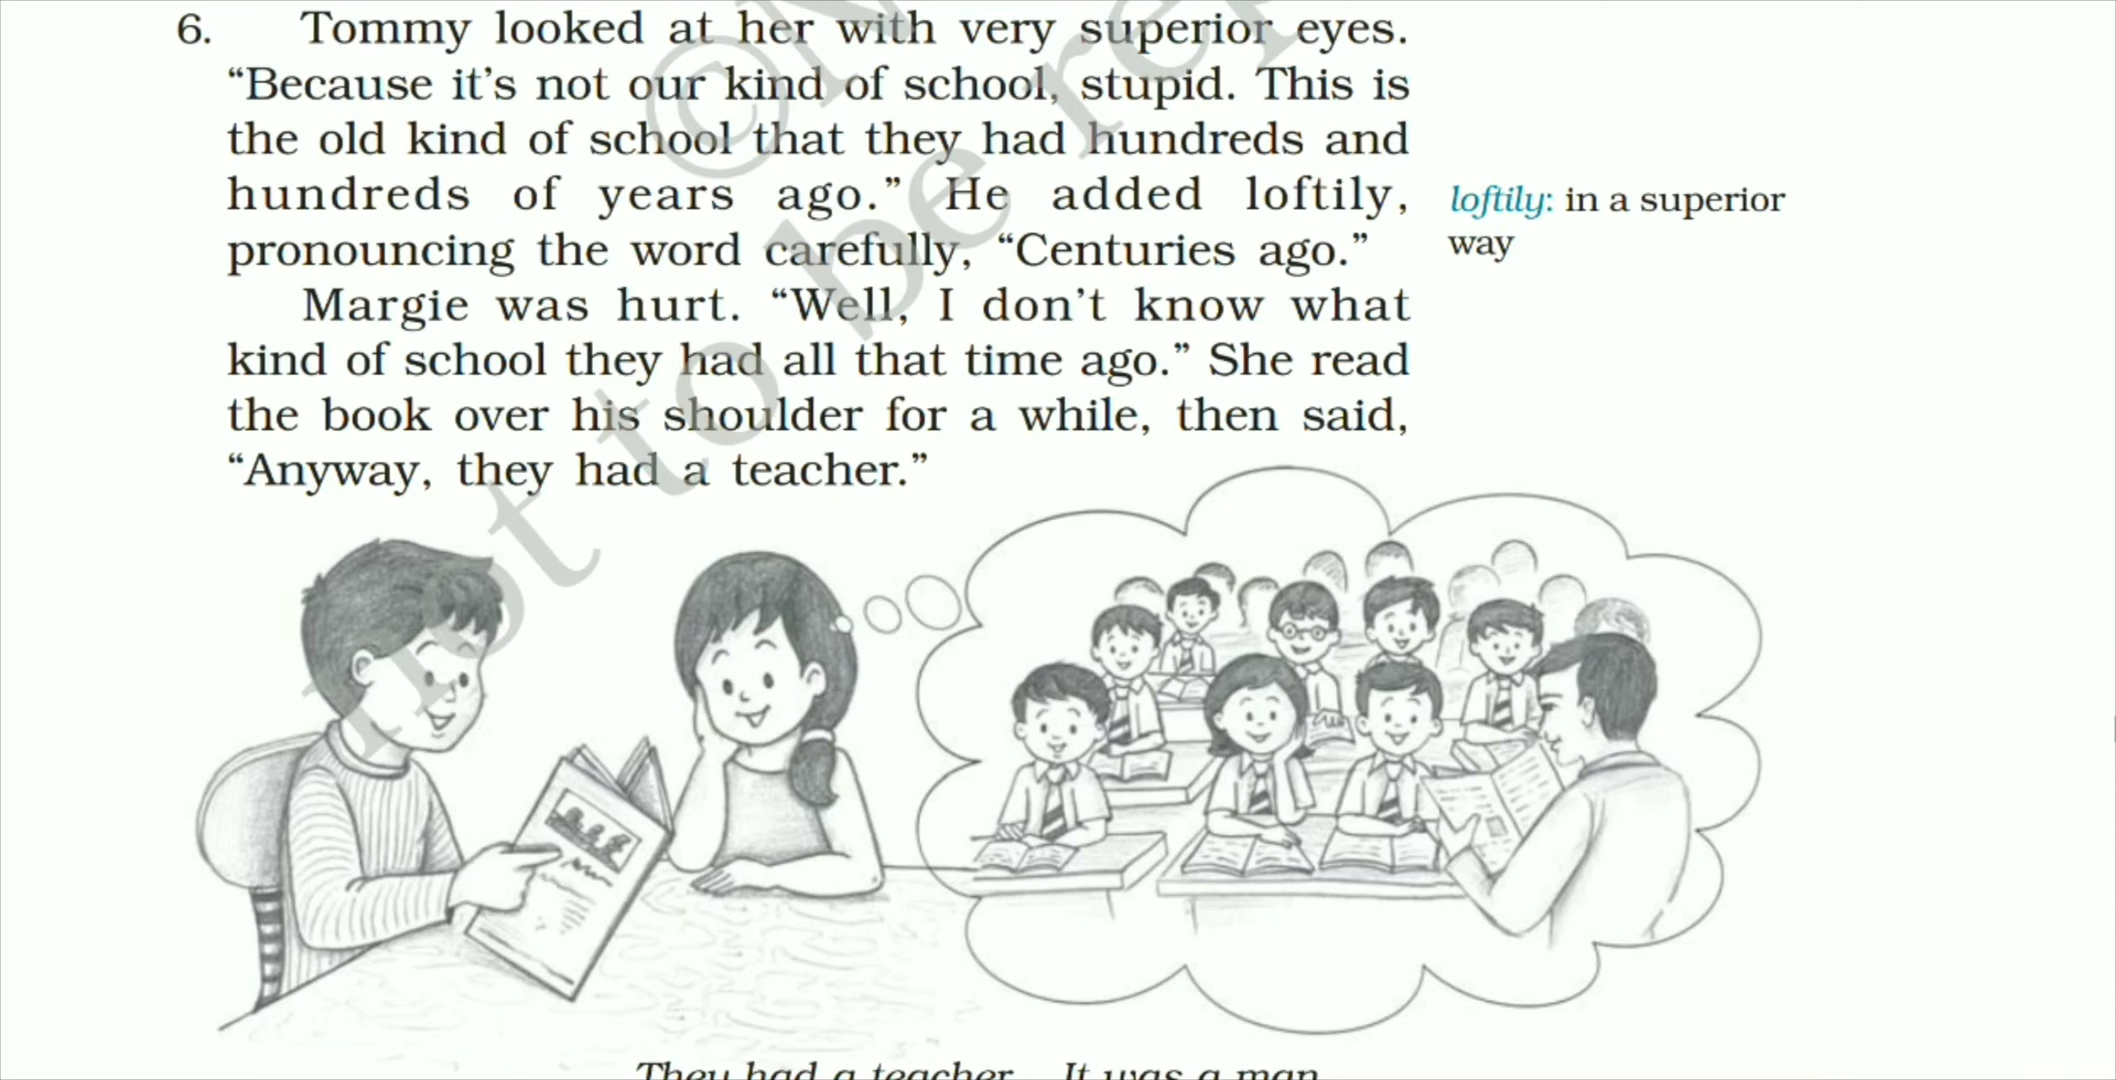 6. Tommy looked at her with very superior eyes.
“Because it’s not our kind of school, stupid. This is
the old kind of school that they had hundreds and
hundreds of years ago.” He added loftily,
pronouncing the word carefully, “Centuries ago.”
loftily: in a superior
way
Margie was hurt. “Well, I don’t know what
kind of school they had all that time ago.” She read
the book over his shoulder for a while, then said,
“Anyway, they had a teacher.”
not to be
They had a teacher... It was a man.